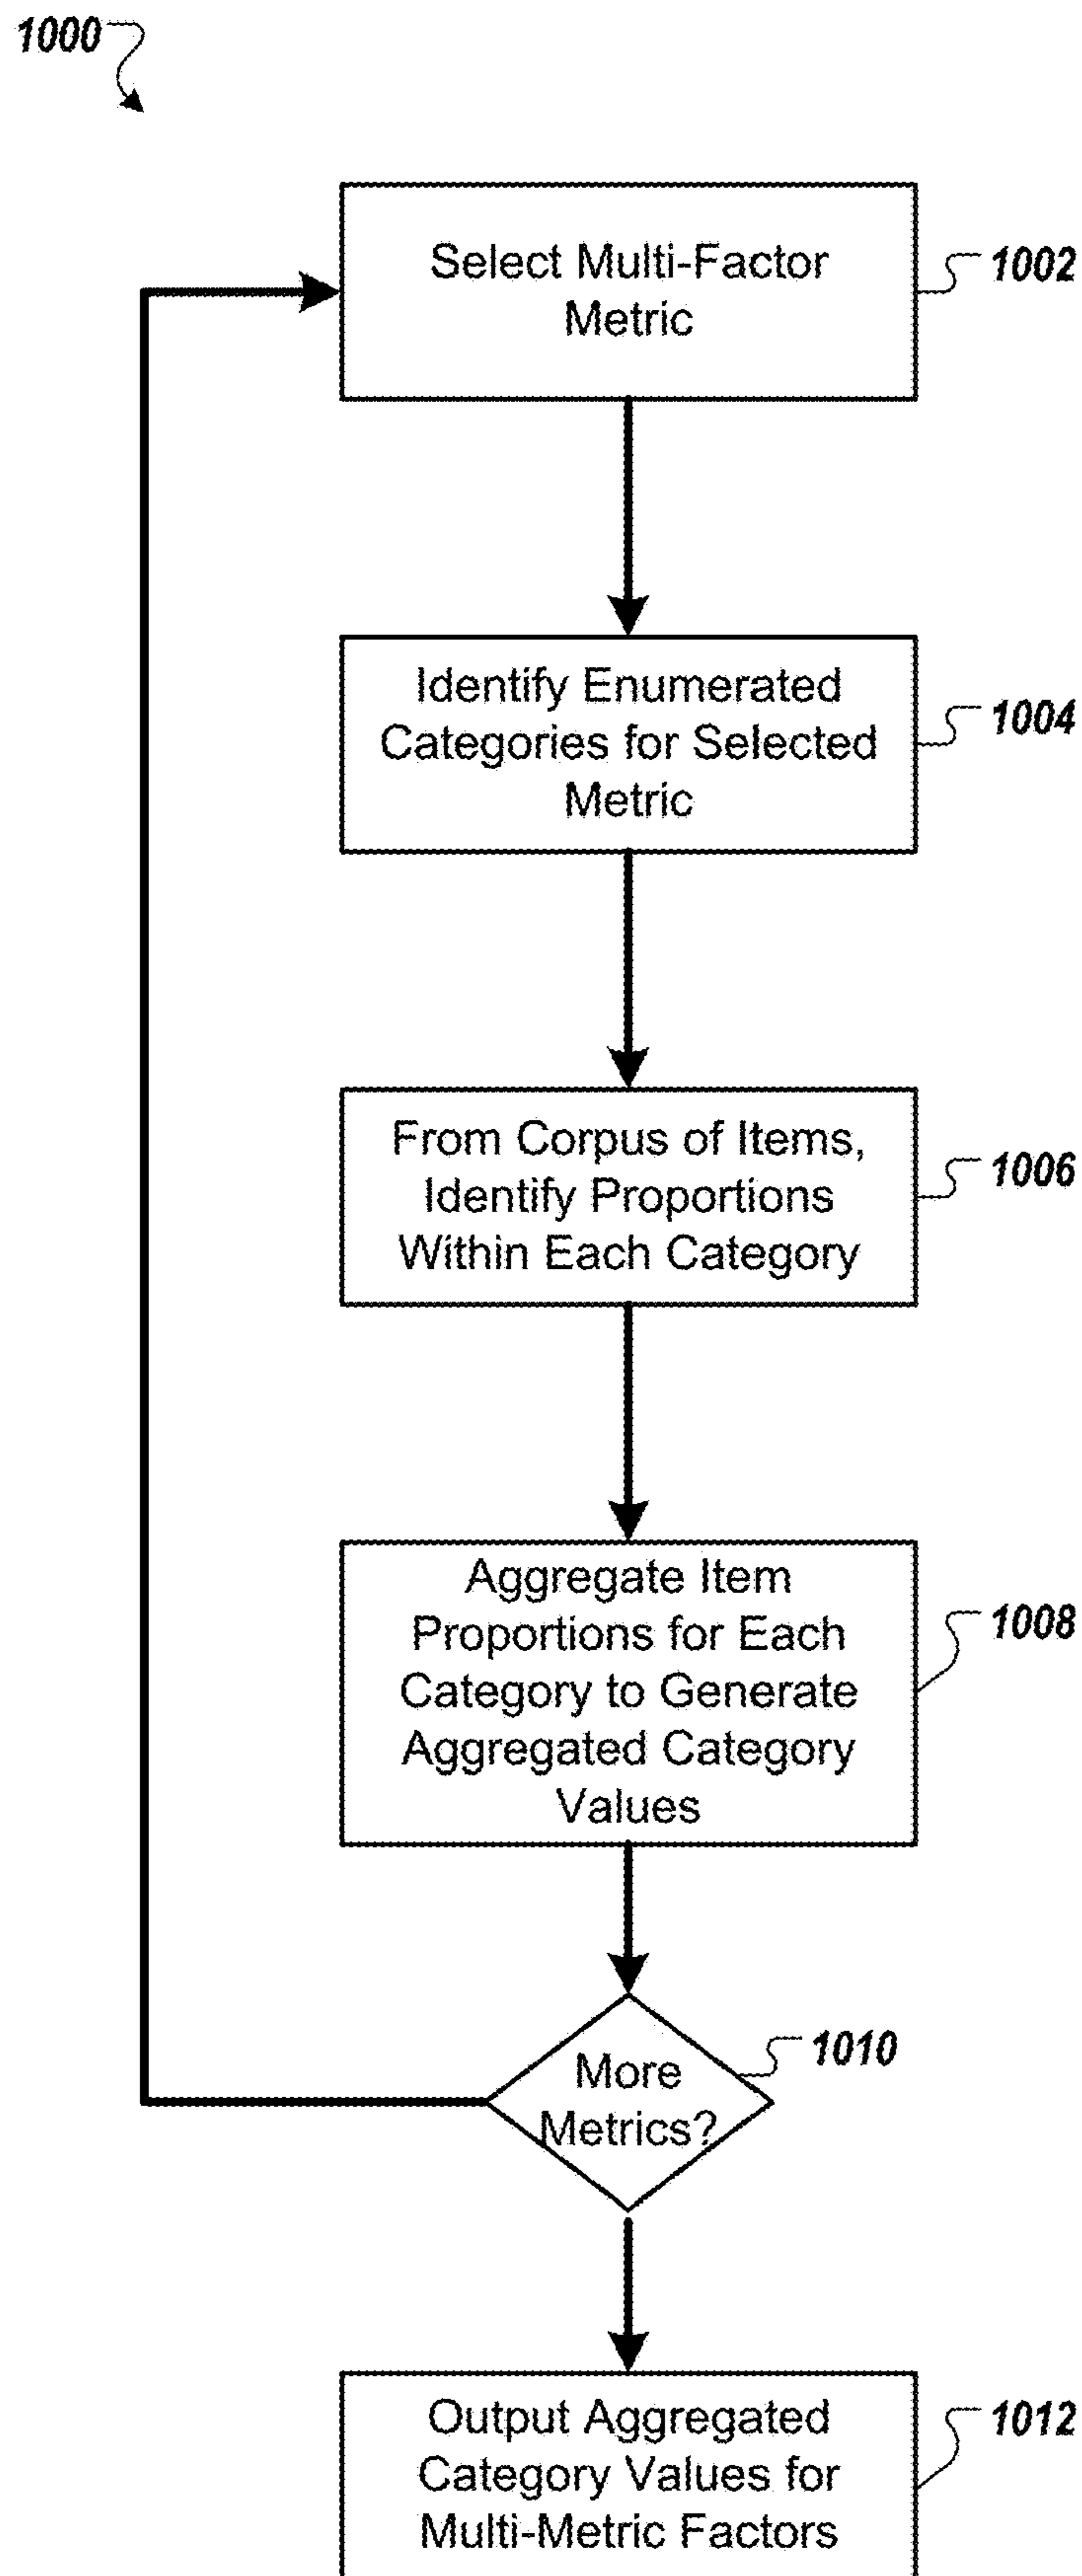 1000
Select Multi-Factor
Metric
1002
Identify Enumerated
Categories for Selected
Metric
1004
From Corpus of Items,
Identify Proportions
Within Each Category
1006
Aggregate Item
Proportions for Each
Category to Generate
Aggregated Category
Values
1008
More
Metrics?
1010
Output Aggregated
Category Values for
Multi-Metric Factors
1012